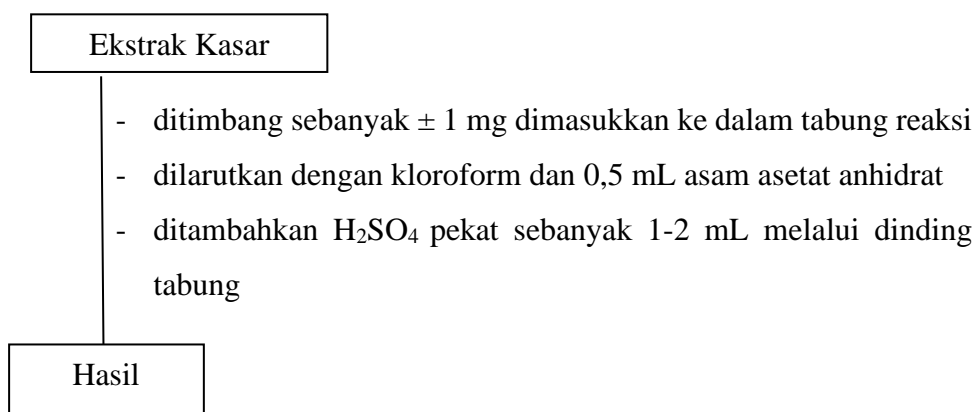 Ekstrak Kasar
- ditimbang sebanyak ± 1 mg dimasukkan ke dalam tabung reaksi
- dilarutkan dengan kloroform dan 0,5 mL asam asetat anhidrat
- ditambahkan H₂SO₄ pekat sebanyak 1-2 mL melalui dinding
tabung
Hasil